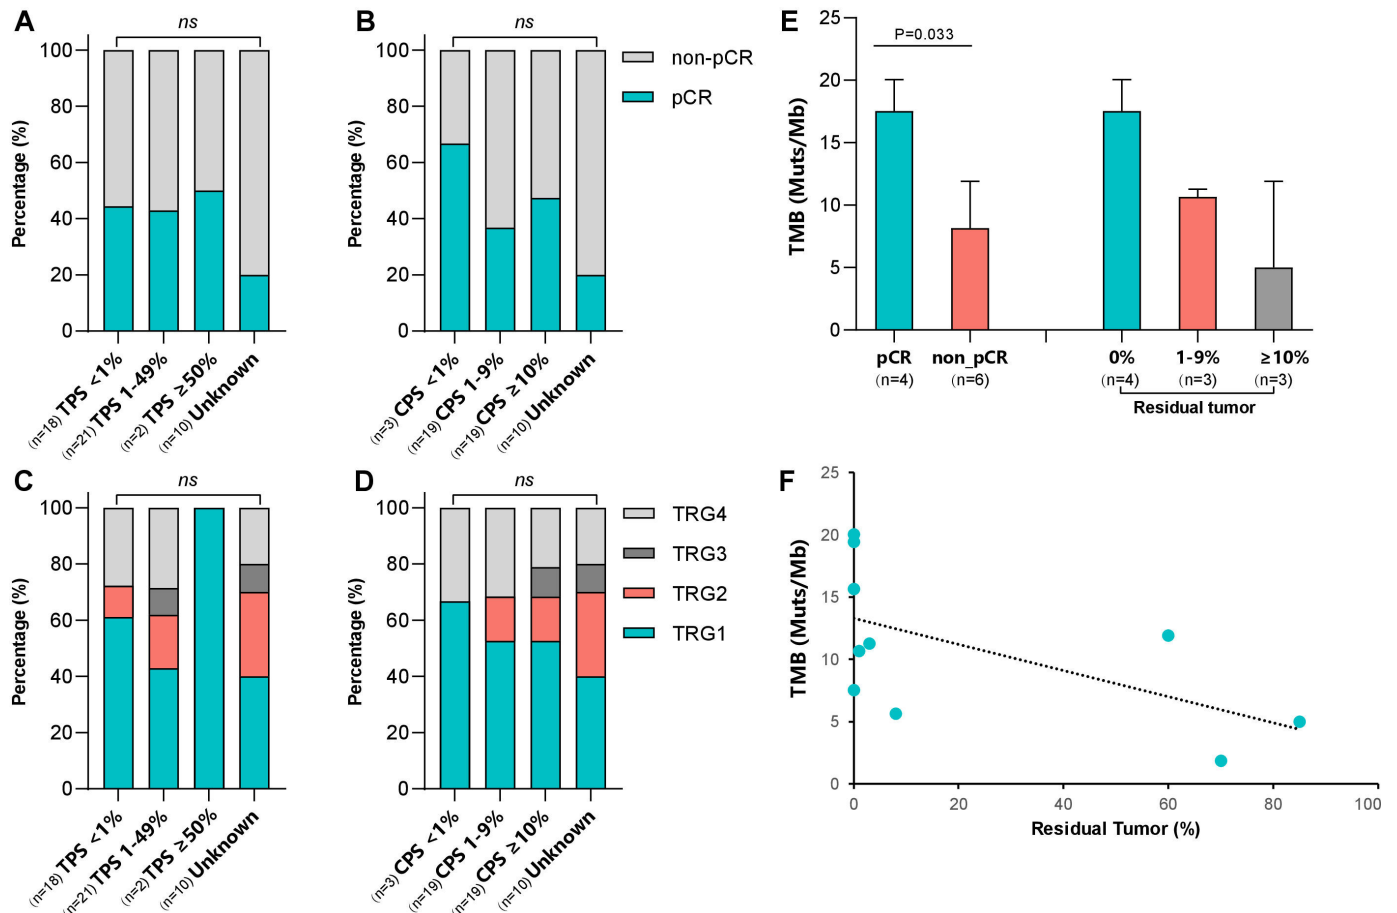 A
ns
Percentage (%)
100
80
60
40
20
0
(n=18) TPS <1%
(n=21) TPS 1-49%
(n=2) TPS ≥50%
(n=10) Unknown
B
ns
Percentage (%)
100
80
60
40
20
0
(n=3) CPS <1%
(n=19) CPS 1-9%
(n=19) CPS ≥10%
(n=10) Unknown
non-pCR
pCR
E
P=0.033
TMB (Muts/Mb)
25
20
15
10
5
0
pCR
(n=4)
non_pCR
(n=6)
0%
(n=4)
1-9%
(n=3)
≥10%
(n=3)
Residual tumor
C
ns
Percentage (%)
100
80
60
40
20
0
(n=18) TPS <1%
(n=21) TPS 1-49%
(n=2) TPS ≥50%
(n=10) Unknown
D
ns
Percentage (%)
100
80
60
40
20
0
(n=3) CPS <1%
(n=19) CPS 1-9%
(n=19) CPS ≥10%
(n=10) Unknown
TRG4
TRG3
TRG2
TRG1
F
TMB (Muts/Mb)
25
20
15
10
5
0
0 20 40 60 80 100
Residual Tumor (%)